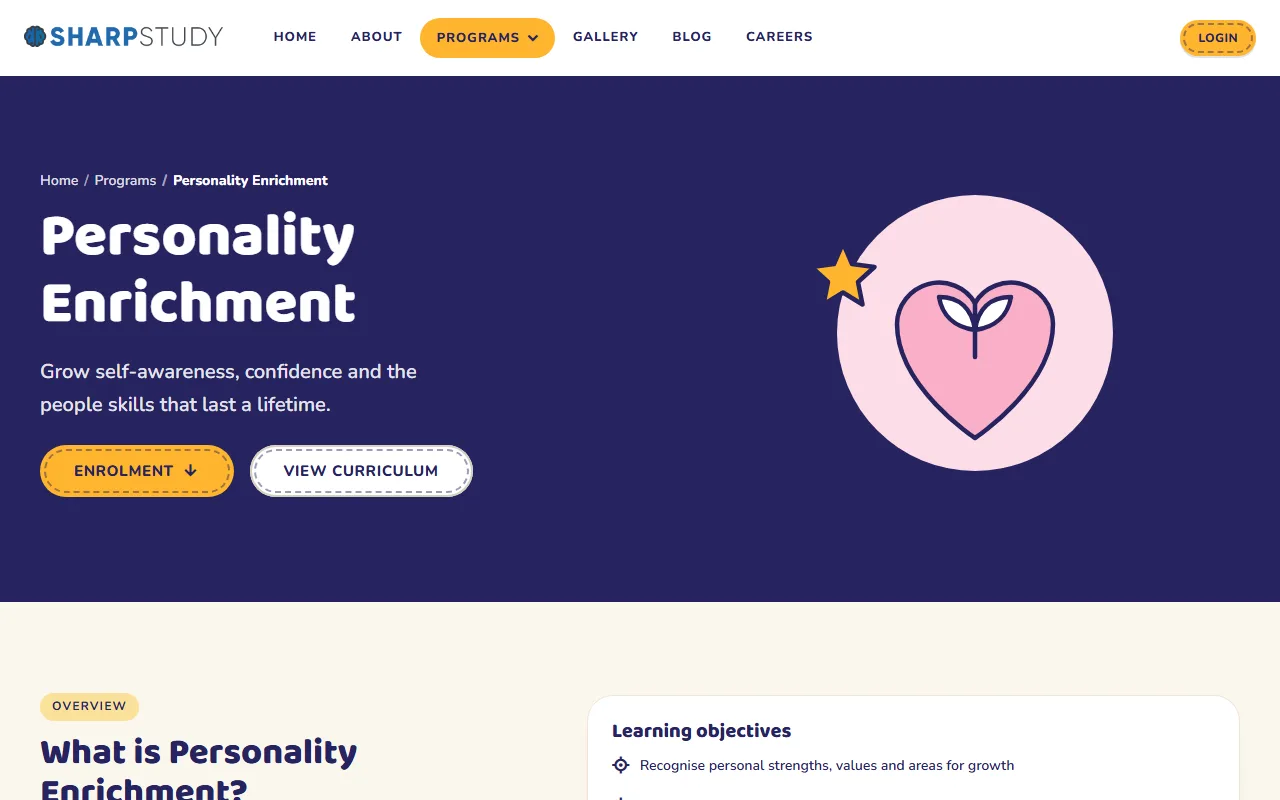 SHARPSTUDY
HOME
ABOUT
PROGRAMS
GALLERY
BLOG
CAREERS
LOGIN
Home / Programs / Personality Enrichment
Personality
Enrichment
Grow self-awareness, confidence and the
people skills that last a lifetime.
ENROLMENT
VIEW CURRICULUM
OVERVIEW
What is Personality
Enrichment?
Learning objectives
Recognise personal strengths, values and areas for growth